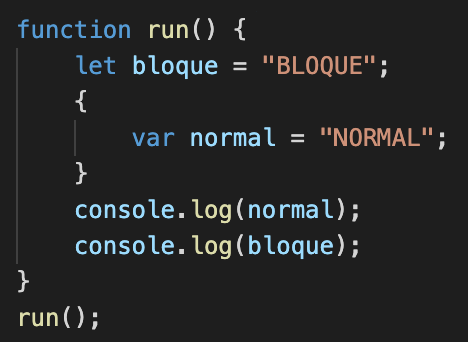 function run() {
    let bloque = "BLOQUE";
    {
        var normal = "NORMAL";
    }
    console.log(normal);
    console.log(bloque);
}
run();